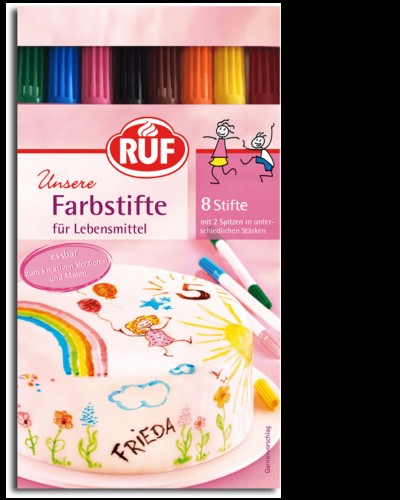 RUF
Unsere
Farbstifte
für Lebensmittel
8 Stifte
mit 2 Spitzen in unter-
schiedlichen Stärken
essbar
zum kreativen Verzieren
und Malen
5
FRIEDA
Garniervorschlag